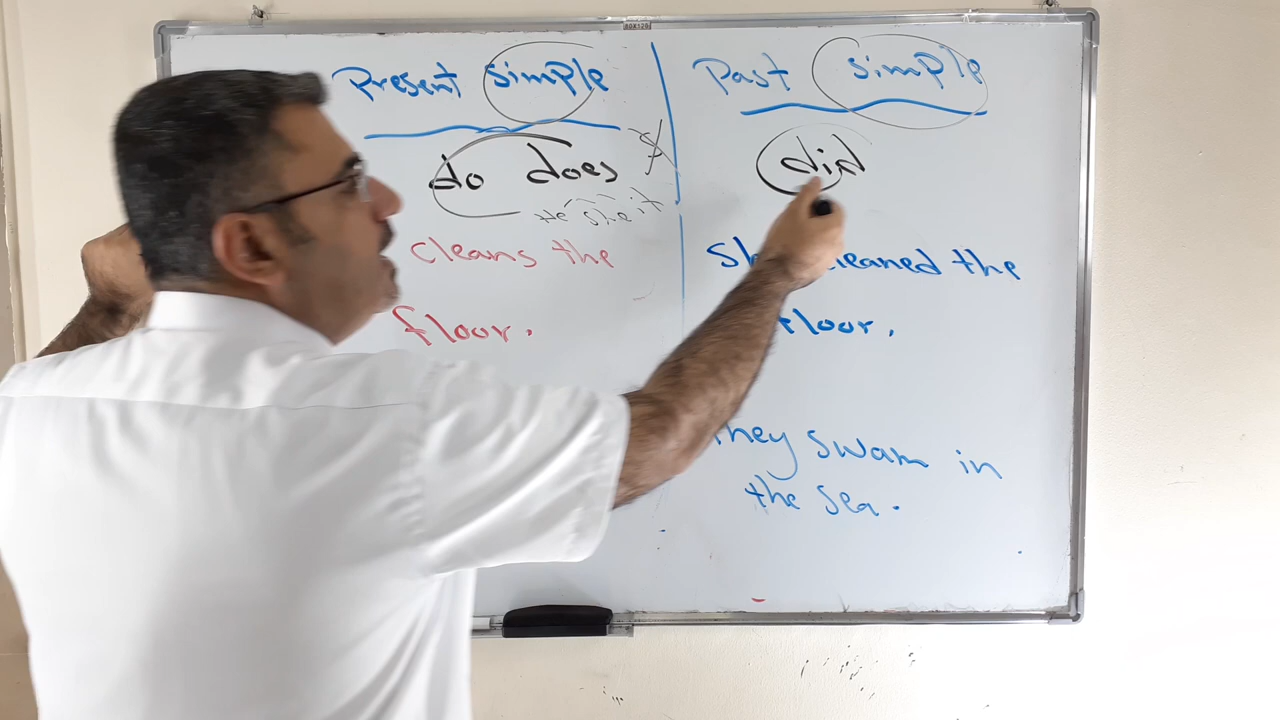 Present simple
do does
He She it
cleans the
floor.
Past simple
did
She cleaned the
floor.
They swam in
the sea.